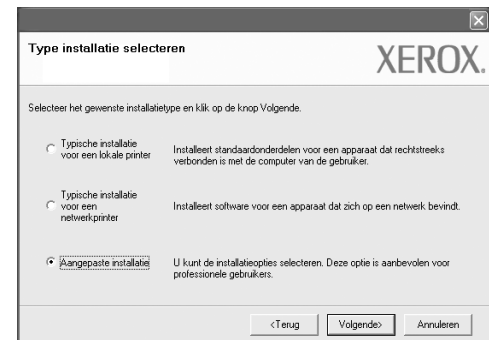 Type installatie selecteren
XEROX.
Selecteer het gewenste installatietype en klik op de knop Volgende.
Typische installatie
voor een lokale printer
Installeert standaardonderdelen voor een apparaat dat rechtstreeks
verbonden is met de computer van de gebruiker.
Typische installatie
voor een
netwerkprinter
Installeert software voor een apparaat dat zich op een netwerk bevindt.
Aangepaste installatie
U kunt de installatieopties selecteren. Deze optie is aanbevolen voor
professionele gebruikers.
<Terug
Volgende>
Annuleren